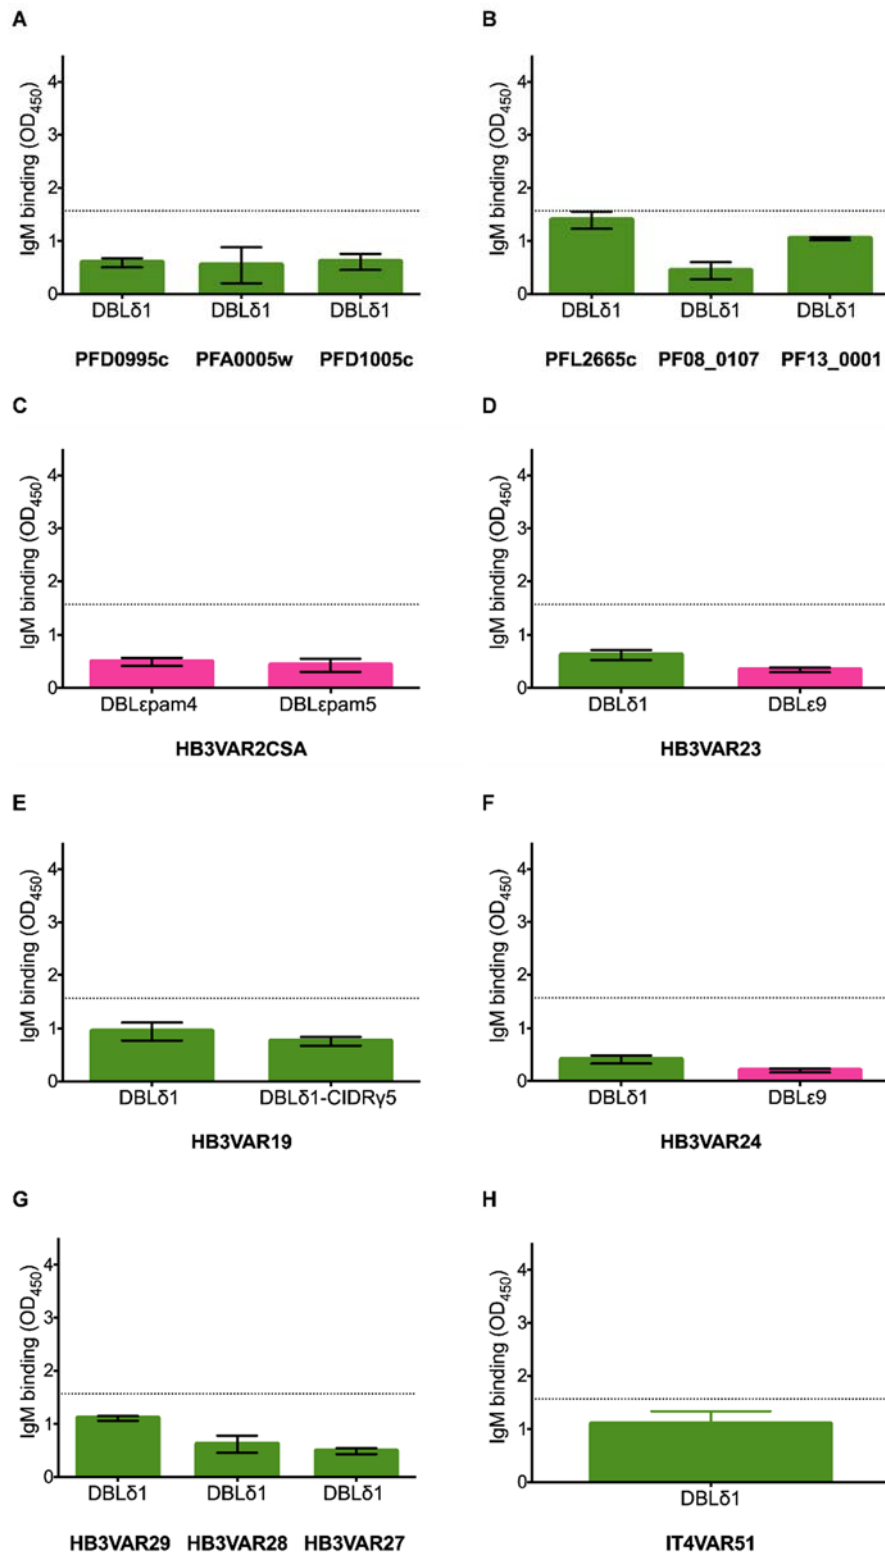 A
IgM binding (OD450)
4
3
2
1
0
DBLδ1 DBLδ1 DBLδ1
PFD0995c PFA0005w PFD1005c
B
IgM binding (OD450)
4
3
2
1
0
DBLδ1 DBLδ1 DBLδ1
PFL2665c PF08_0107 PF13_0001
C
IgM binding (OD450)
4
3
2
1
0
DBLεpam4 DBLεpam5
HB3VAR2CSA
D
IgM binding (OD450)
4
3
2
1
0
DBLδ1 DBLε9
HB3VAR23
E
IgM binding (OD450)
4
3
2
1
0
DBLδ1 DBLδ1-CIDRγ5
HB3VAR19
F
IgM binding (OD450)
4
3
2
1
0
DBLδ1 DBLε9
HB3VAR24
G
IgM binding (OD450)
4
3
2
1
0
DBLδ1 DBLδ1 DBLδ1
HB3VAR29 HB3VAR28 HB3VAR27
H
IgM binding (OD450)
4
3
2
1
0
DBLδ1
IT4VAR51